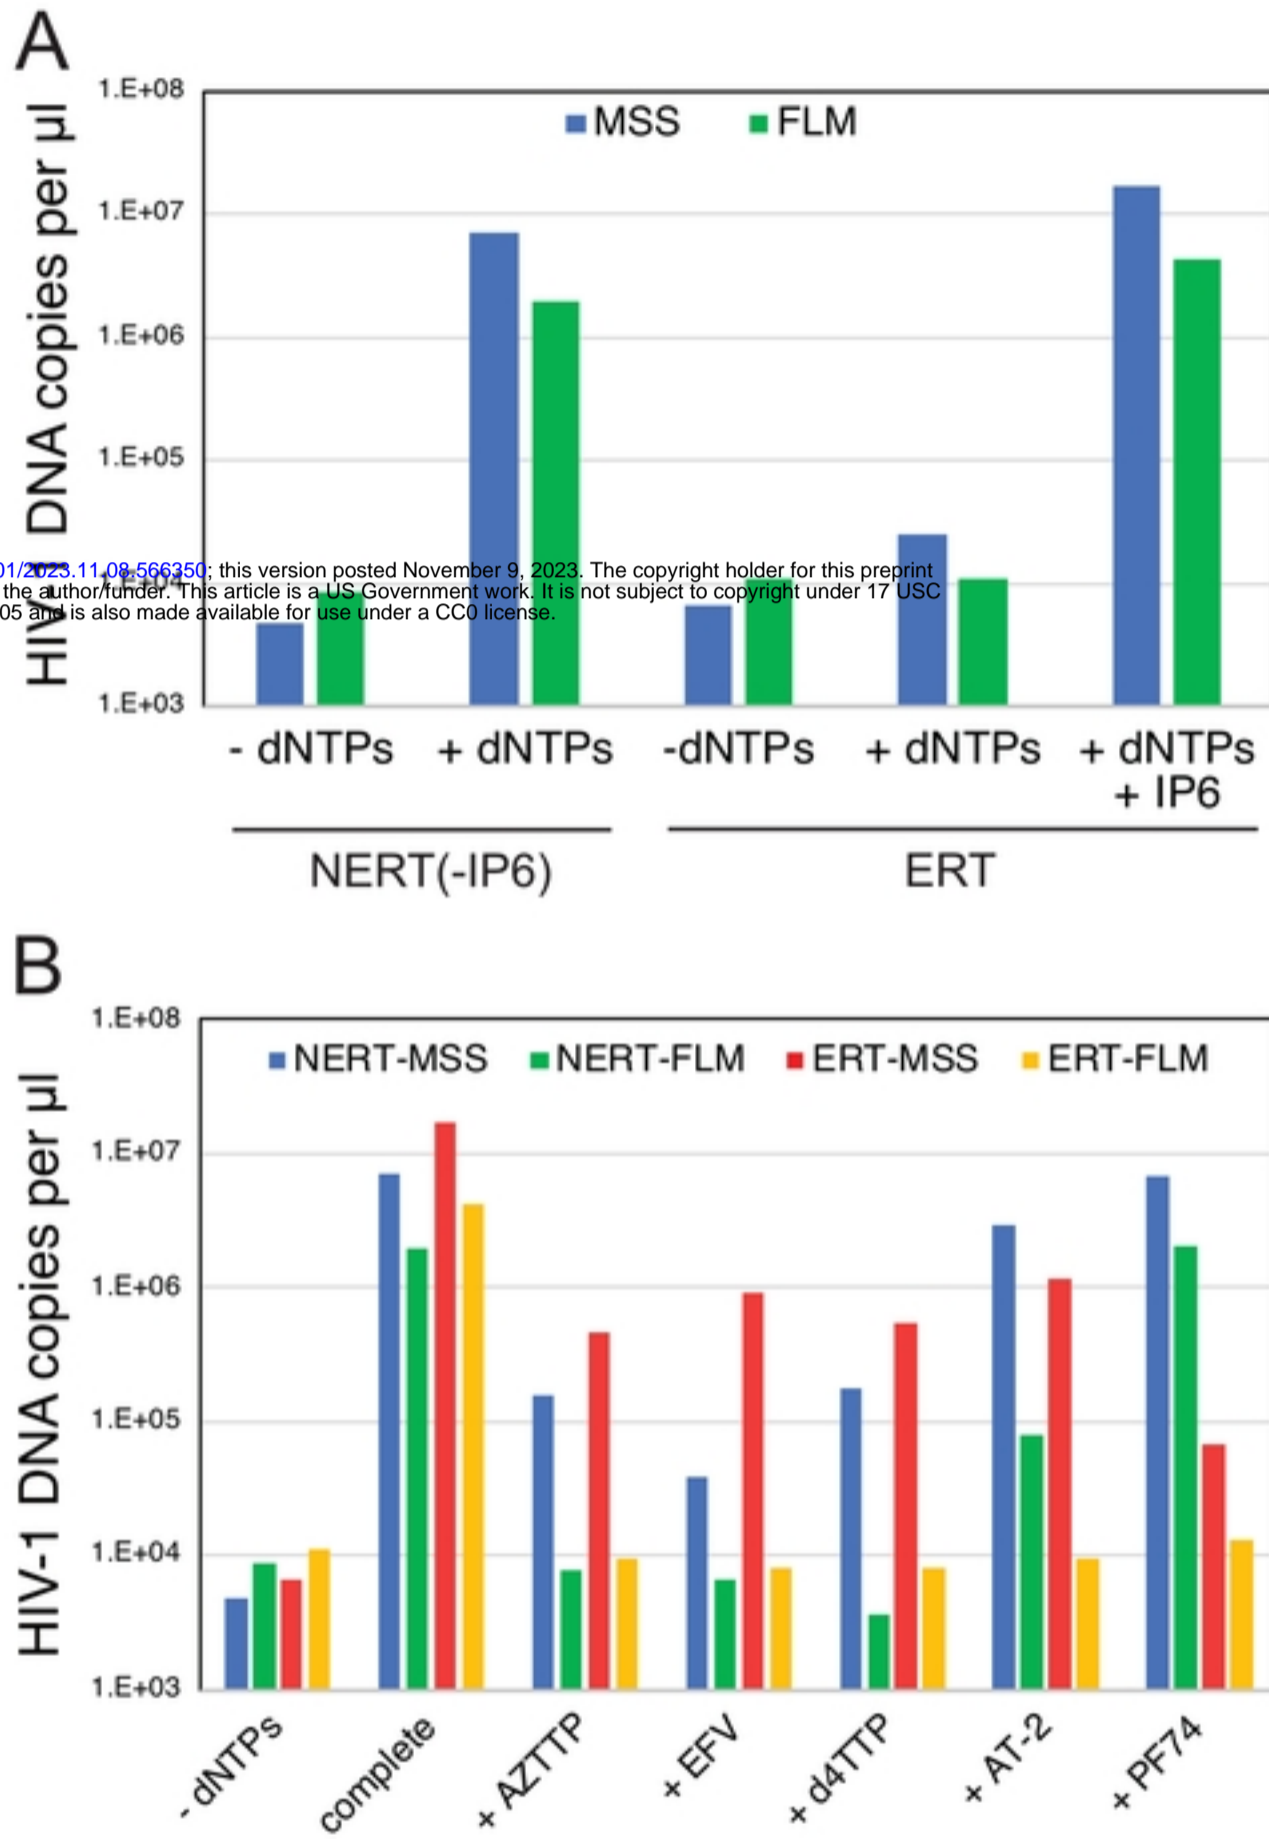 A
HIV-1 DNA copies per µl
1.E+08
1.E+07
1.E+06
1.E+05
1.E+04
1.E+03
MSS FLM
01/2023.11.08.566350; this version posted November 9, 2023. The copyright holder for this preprint
the author/funder. This article is a US Government work. It is not subject to copyright under 17 USC
05 and is also made available for use under a CC0 license.
- dNTPs + dNTPs -dNTPs + dNTPs + dNTPs
+ IP6
NERT(-IP6) ERT
B
HIV-1 DNA copies per µl
1.E+08
1.E+07
1.E+06
1.E+05
1.E+04
1.E+03
NERT-MSS NERT-FLM ERT-MSS ERT-FLM
- dNTPs
complete
+ AZTTP
+ EFV
+ d4TTP
+ AT-2
+ PF74